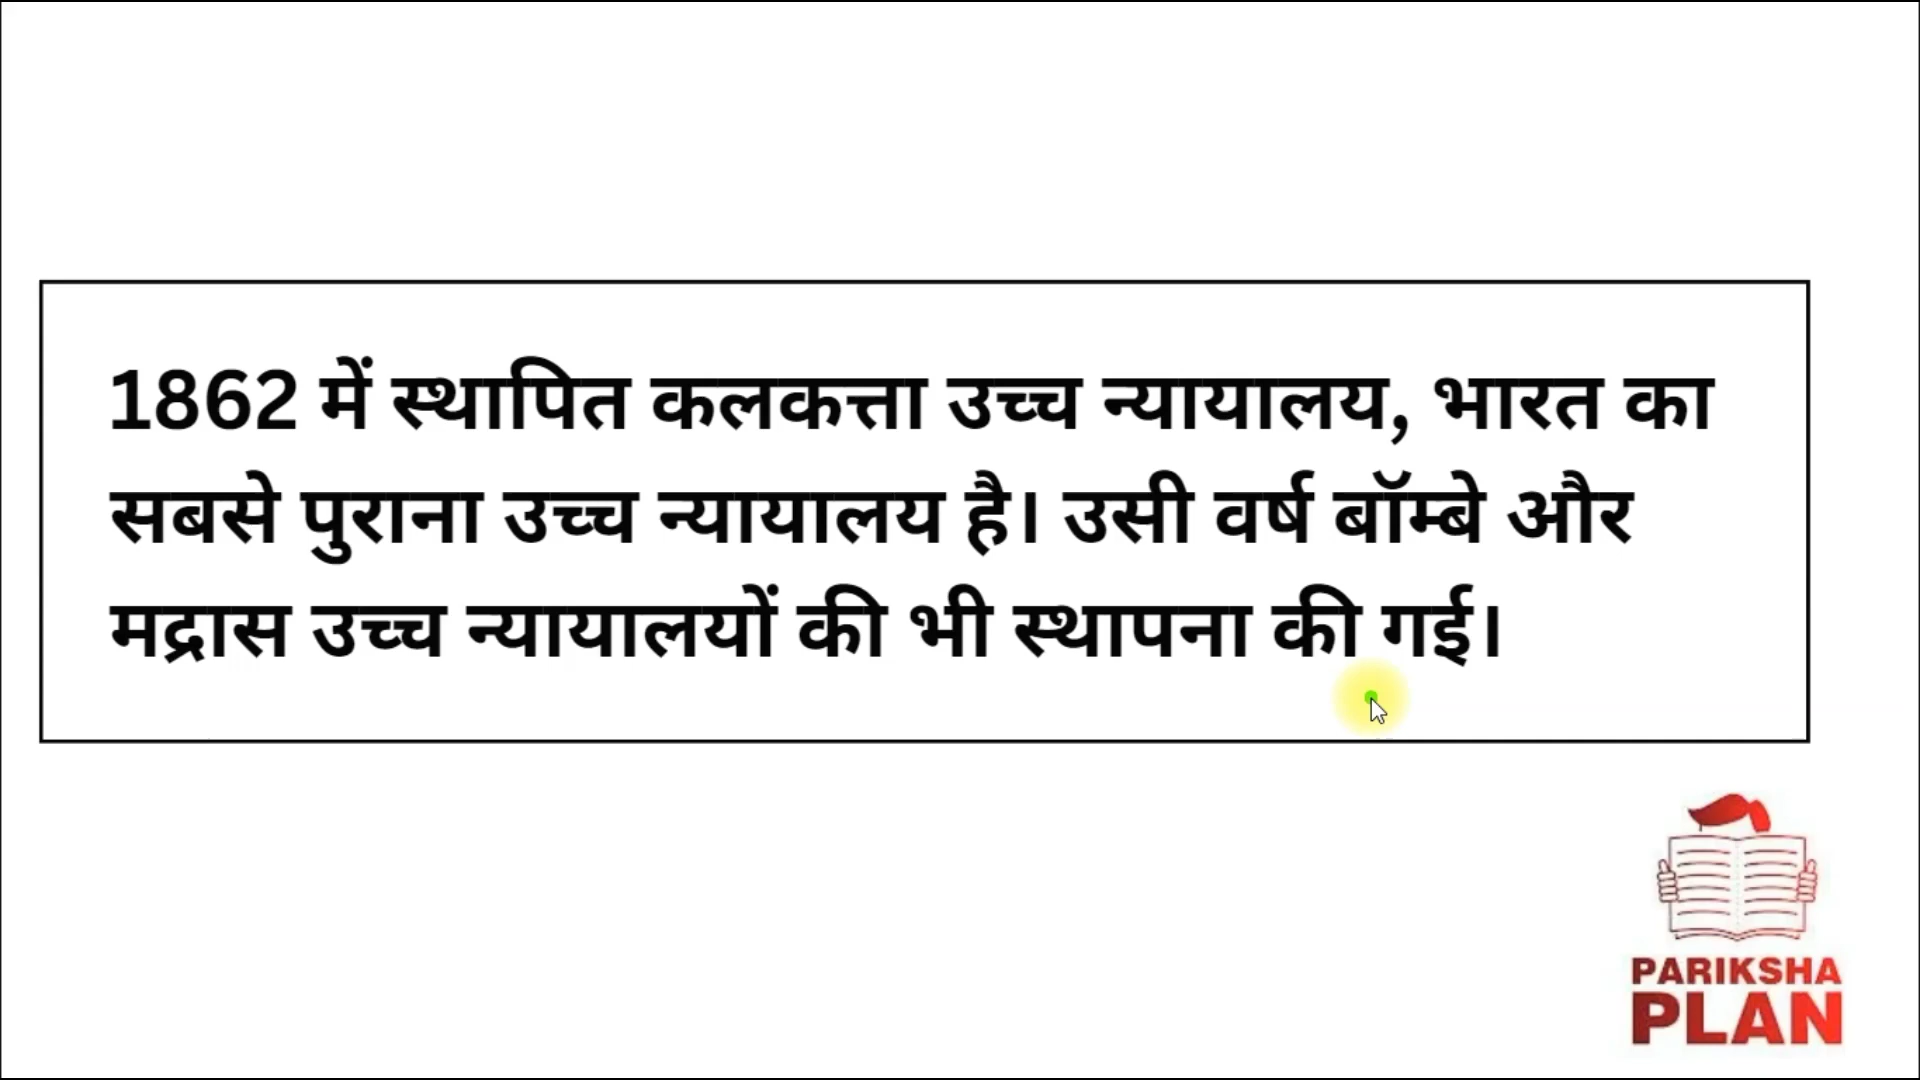 1862 में स्थापित कलकत्ता उच्च न्यायालय, भारत का
सबसे पुराना उच्च न्यायालय है। उसी वर्ष बॉम्बे और
मद्रास उच्च न्यायालयों की भी स्थापना की गई।
PARIKSHA
PLAN